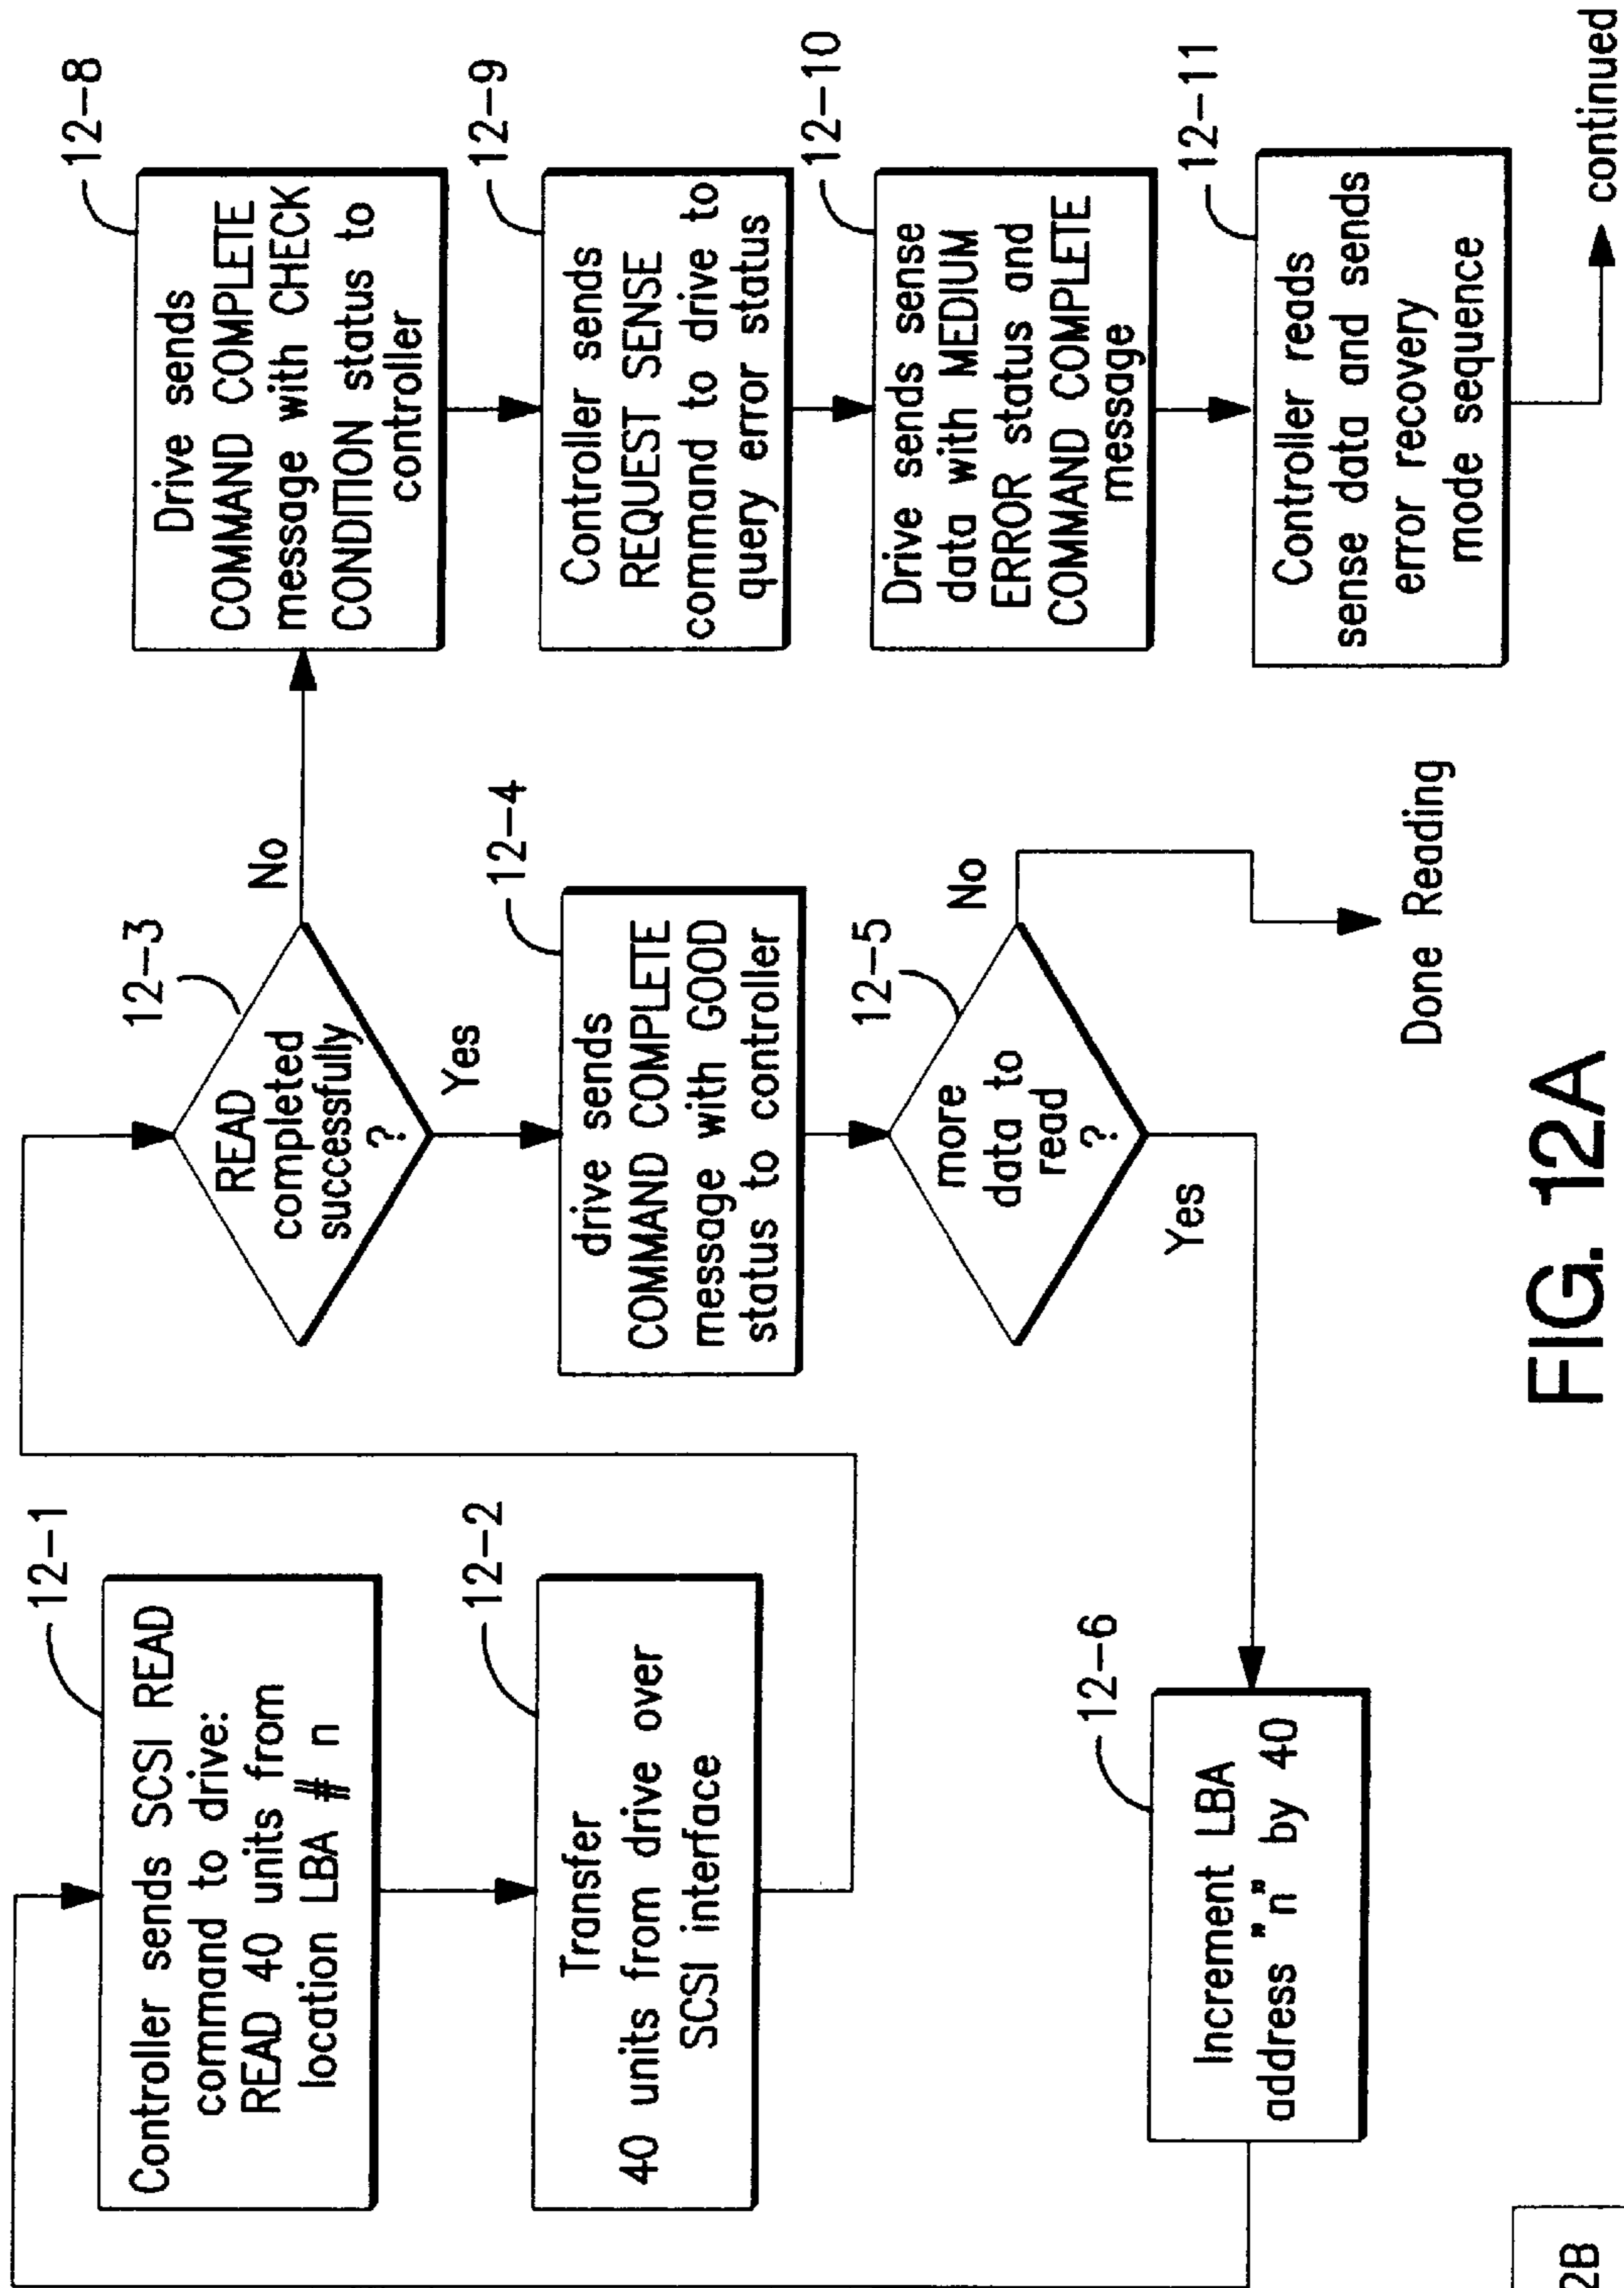 12-1
Controller sends SCSI READ
command to drive:
READ 40 units from
location LBA # n
12-2
Transfer
40 units from drive over
SCSI interface
12-3
READ
completed
successfully
?
No
Yes
12-4
drive sends
COMMAND COMPLETE
message with GOOD
status to controller
12-5
more
data to
read
?
No
Yes
Done Reading
12-6
Increment LBA
address "n" by 40
12-8
Drive sends
COMMAND COMPLETE
message with CHECK
CONDITION status to
controller
12-9
Controller sends
REQUEST SENSE
command to drive to
query error status
12-10
Drive sends sense
data with MEDIUM
ERROR status and
COMMAND COMPLETE
message
12-11
Controller reads
sense data and sends
error recovery
mode sequence
continued
FIG. 12A
2B